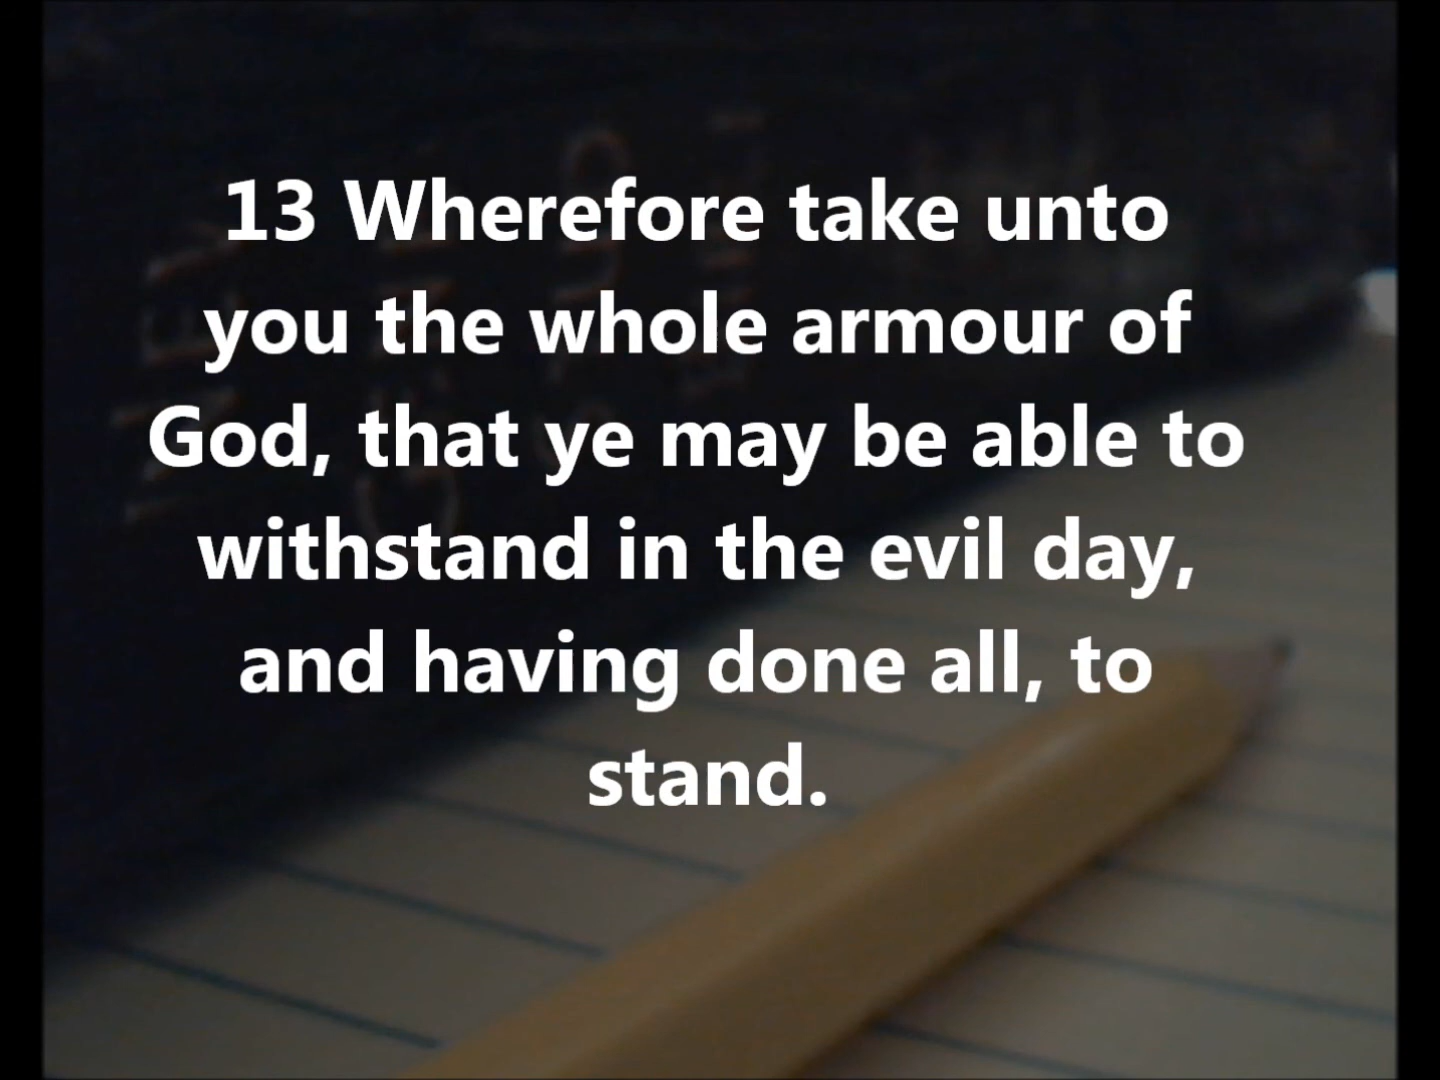 13 Wherefore take unto
you the whole armour of
God, that ye may be able to
withstand in the evil day,
and having done all, to
stand.